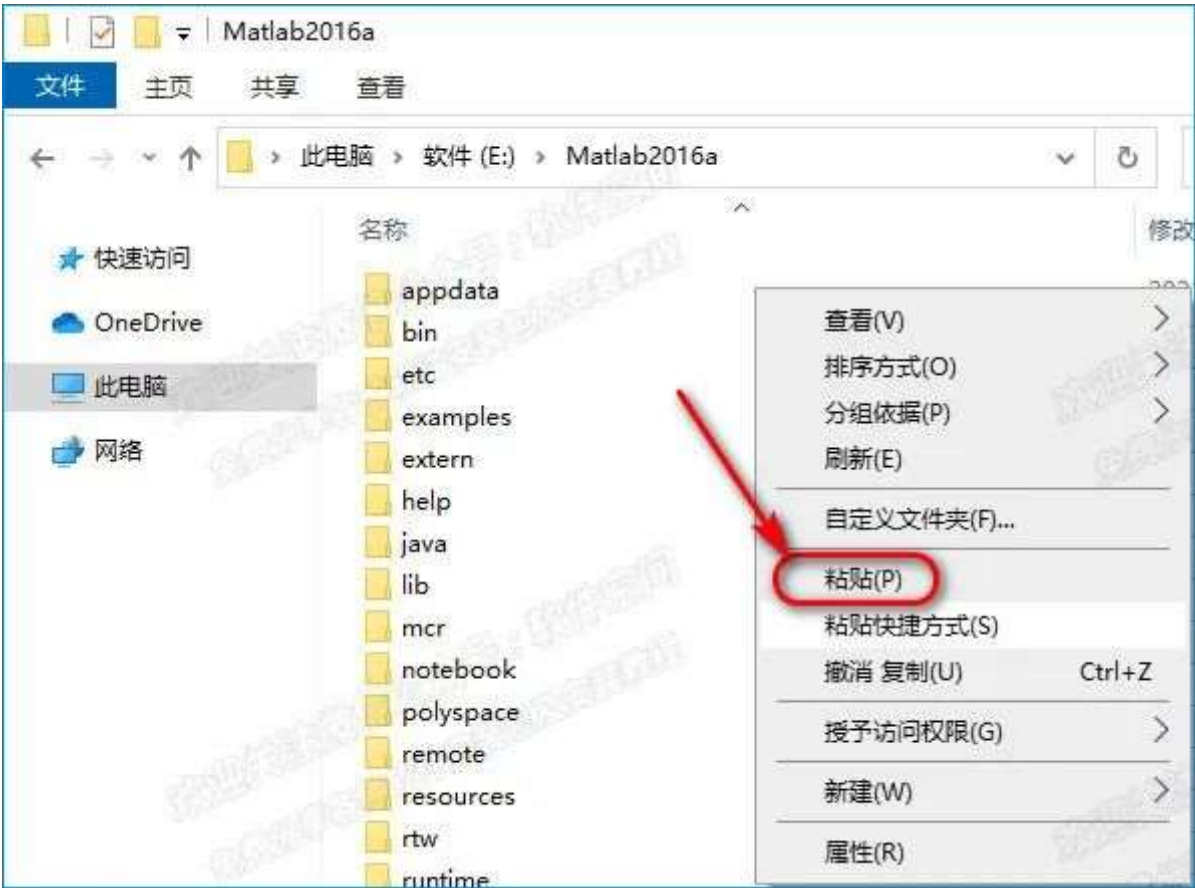 Matlab2016a
文件 主页 共享 查看
此电脑 软件 (E:) Matlab2016a
名称 修改
快速访问
OneDrive
此电脑
网络
appdata
bin
etc
examples
extern
help
java
lib
mcr
notebook
polyspace
remote
resources
rtw
runtime
查看(V)
排序方式(O)
分组依据(P)
刷新(E)
自定义文件夹(F)...
粘贴(P)
粘贴快捷方式(S)
撤消 复制(U) Ctrl+Z
授予访问权限(G)
新建(W)
属性(R)